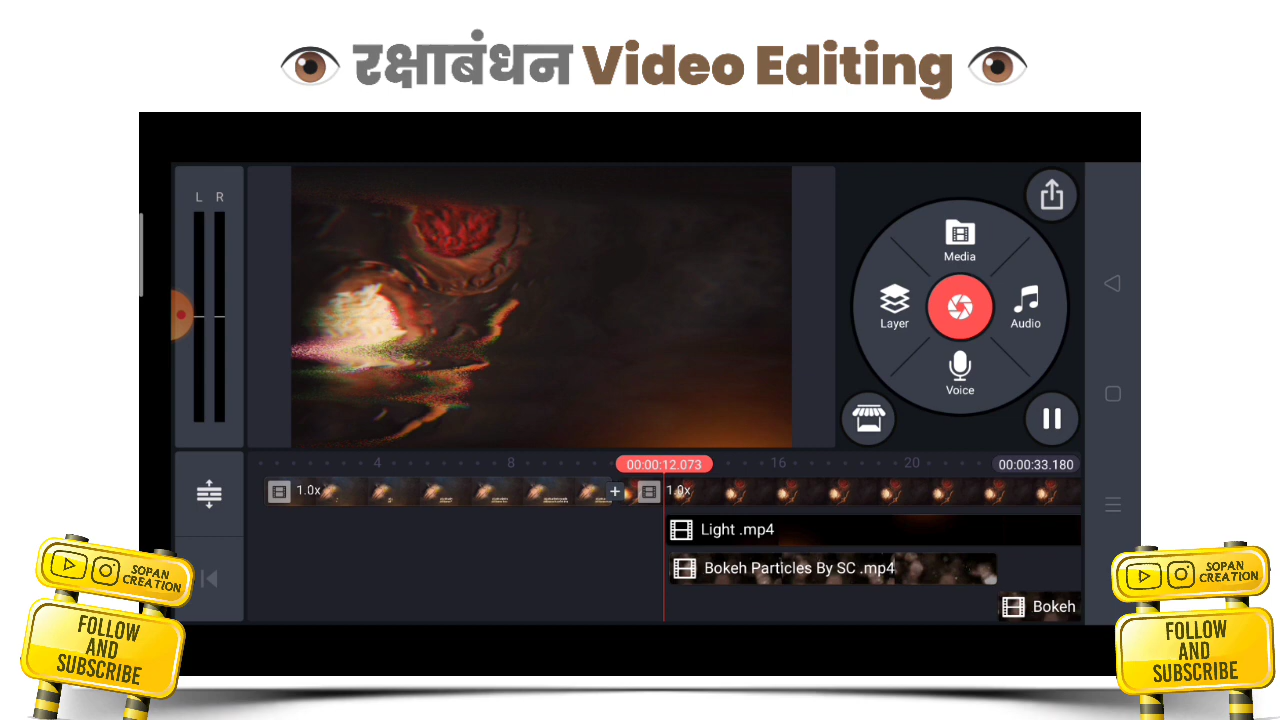 रक्षाबंधन Video Editing
L R
Media
Layer
Audio
Voice
4 8 00:00:12.073 16 20 00:00:33.180
1.0x 1.0x
Light .mp4
Bokeh Particles By SC .mp4
Bokeh
SOPAN
CREATION
FOLLOW
AND
SUBSCRIBE
SOPAN
CREATION
FOLLOW
AND
SUBSCRIBE